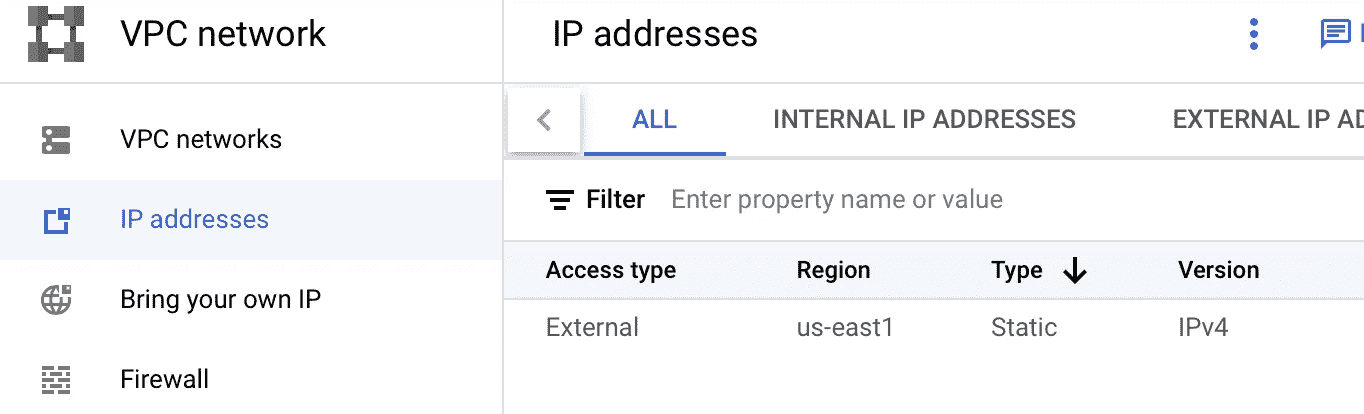 VPC network
IP addresses
VPC networks
IP addresses
Bring your own IP
Firewall
ALL
INTERNAL IP ADDRESSES
EXTERNAL IP
Filter
Enter property name or value
Access type
Region
Type
Version
External
us-east1
Static
IPv4